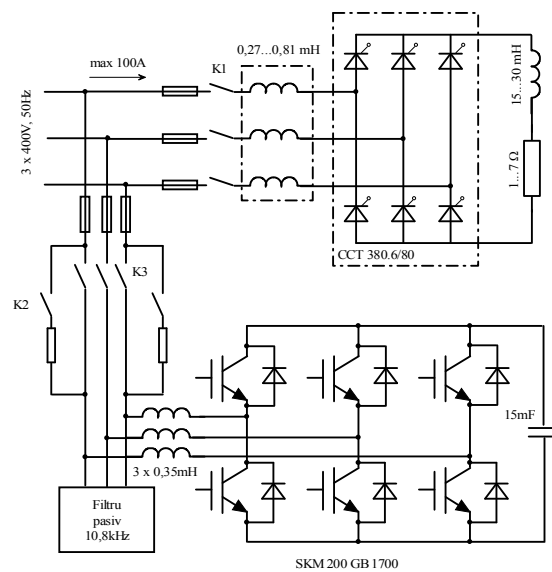 max 100A
K1
0,27...0,81 mH
3 x 400V, 50Hz
15...30 mH
1...7 Ω
CCT 380.6/80
K2
K3
15mF
3 x 0,35mH
Filtru
pasiv
10,8kHz
SKM 200 GB 1700